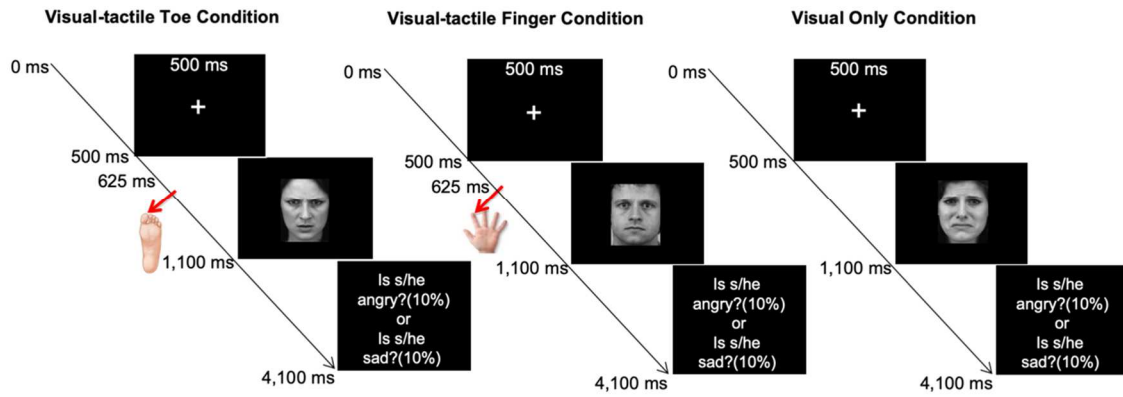 Visual-tactile Toe Condition
0 ms
500 ms
+
500 ms
625 ms
1,100 ms
Is s/he
angry?(10%)
or
Is s/he
sad?(10%)
4,100 ms
Visual-tactile Finger Condition
0 ms
500 ms
+
500 ms
625 ms
1,100 ms
Is s/he
angry?(10%)
or
Is s/he
sad?(10%)
4,100 ms
Visual Only Condition
0 ms
500 ms
+
500 ms
1,100 ms
Is s/he
angry?(10%)
or
Is s/he
sad?(10%)
4,100 ms